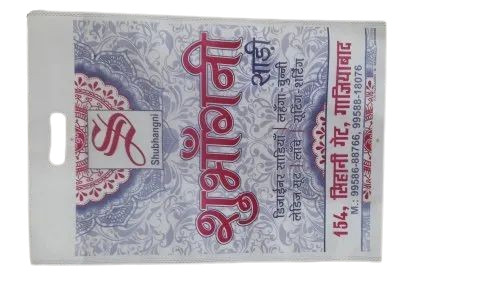 Shubhangni
शुभाँगनी
साड़ी
डिजाईनर साड़ियाँ | लहँगा-चुन्नी
लेडिज सूट | लाचे | सूटिंग-शर्टिंग
154, सिहानी गेट, गाजियाबाद
M.: 99586-88766, 99588-18076